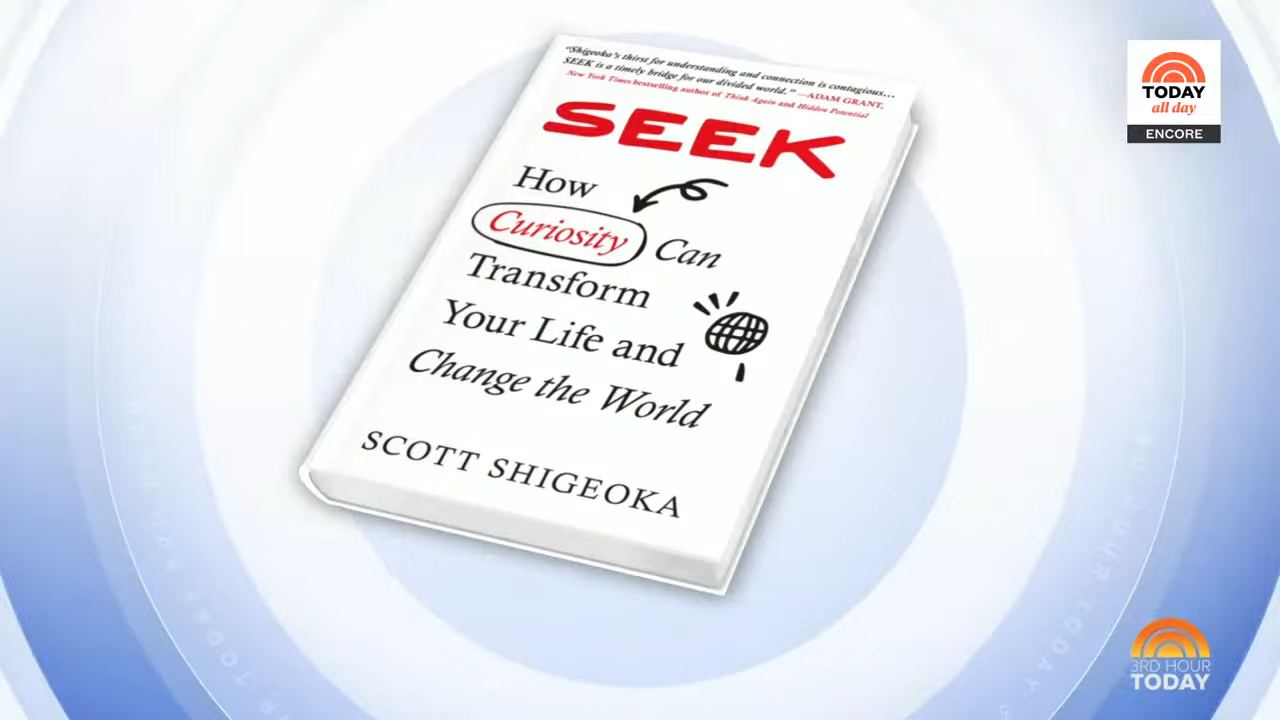 "Shigeoka's thirst for understanding and connection is contagious…
SEEK is a timely bridge for our divided world." —ADAM GRANT,
New York Times bestselling author of Think Again and Hidden Potential
SEEK
How
Curiosity Can
Transform
Your Life and
Change the World
SCOTT SHIGEOKA
TODAY
all day
ENCORE
3RD HOUR
TODAY